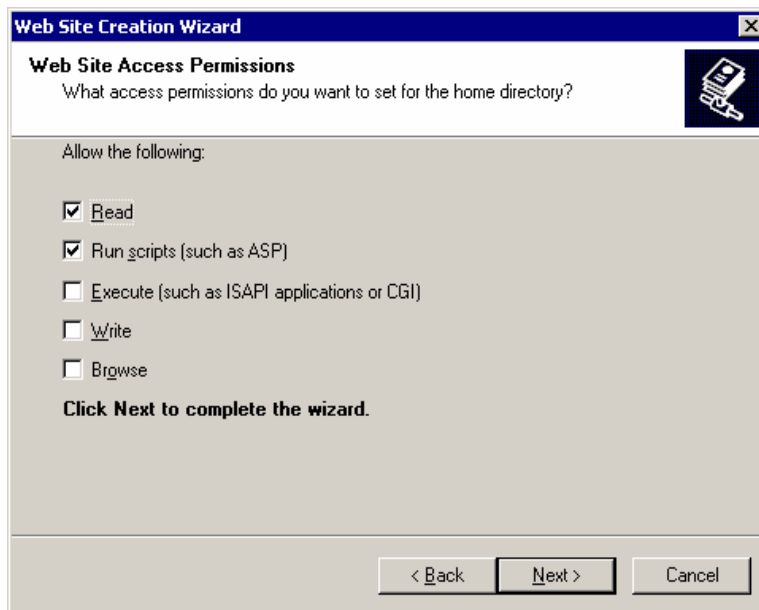 Web Site Creation Wizard
Web Site Access Permissions
What access permissions do you want to set for the home directory?
Allow the following:
Read
Run scripts (such as ASP)
Execute (such as ISAPI applications or CGI)
Write
Browse
Click Next to complete the wizard.
< Back Next > Cancel